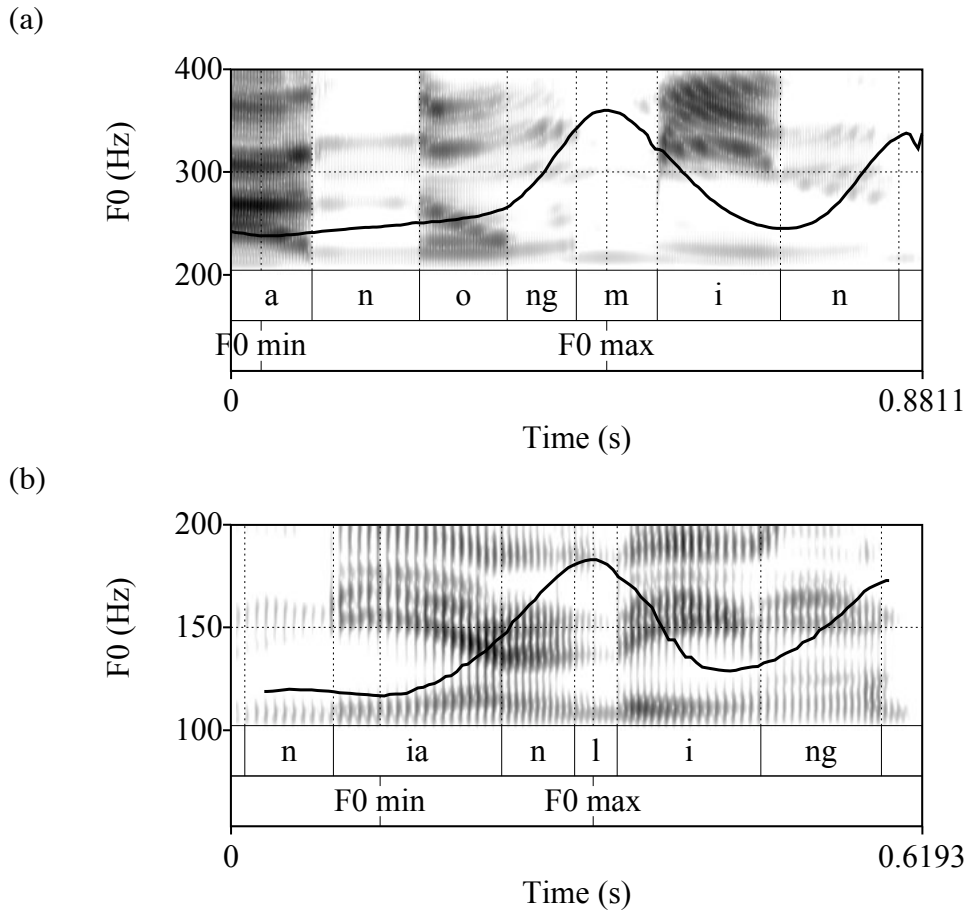 (a)
400
300
200
F0 (Hz)
a n o ng m i n
F0 min F0 max
0 0.8811
Time (s)
(b)
200
150
100
F0 (Hz)
n ia n l i ng
F0 min F0 max
0 0.6193
Time (s)